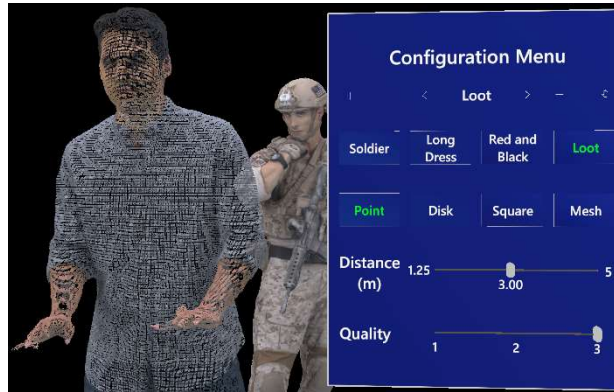 Configuration Menu
< Loot > –
Soldier Long Dress Red and Black Loot
Point Disk Square Mesh
Distance (m) 1.25 3.00 5
Quality 1 2 3